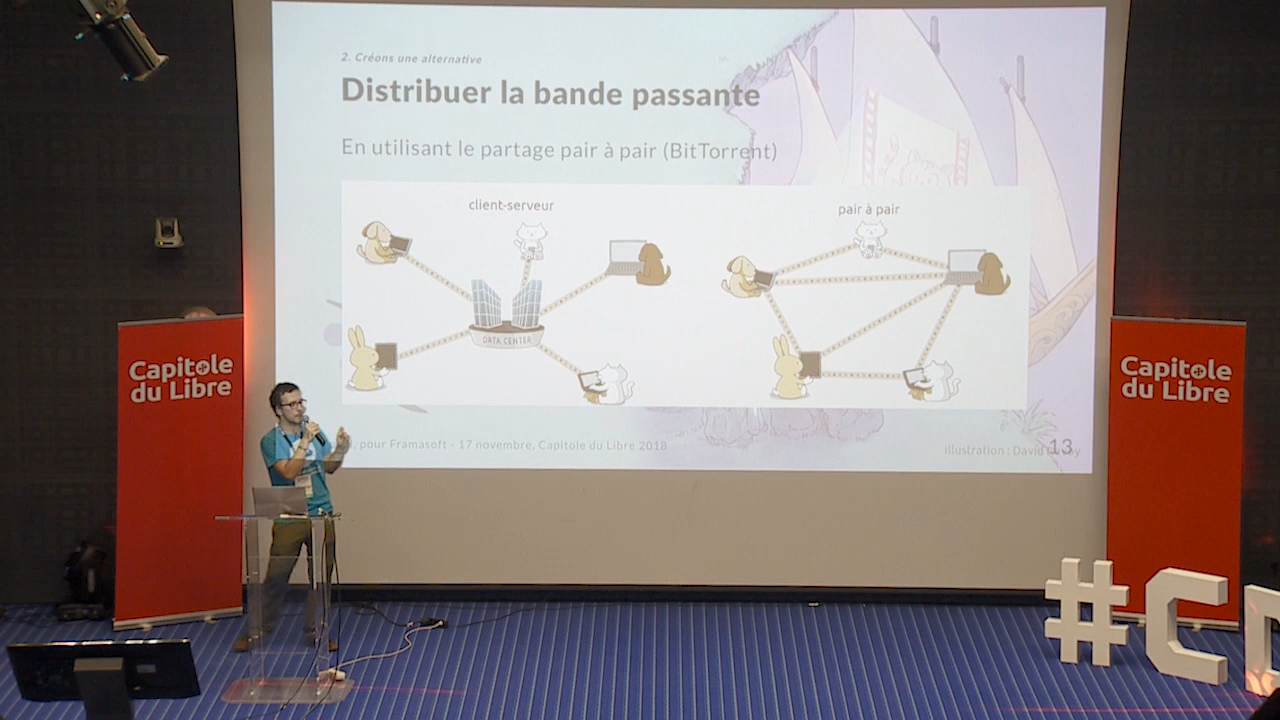 2. Créons une alternative
Distribuer la bande passante
En utilisant le partage pair à pair (BitTorrent)
client-serveur
pair à pair
DATA CENTER
, pour Framasoft - 17 novembre, Capitole du Libre 2018
Illustration : David
13
Capitole
du Libre
Capitole
du Libre
#C